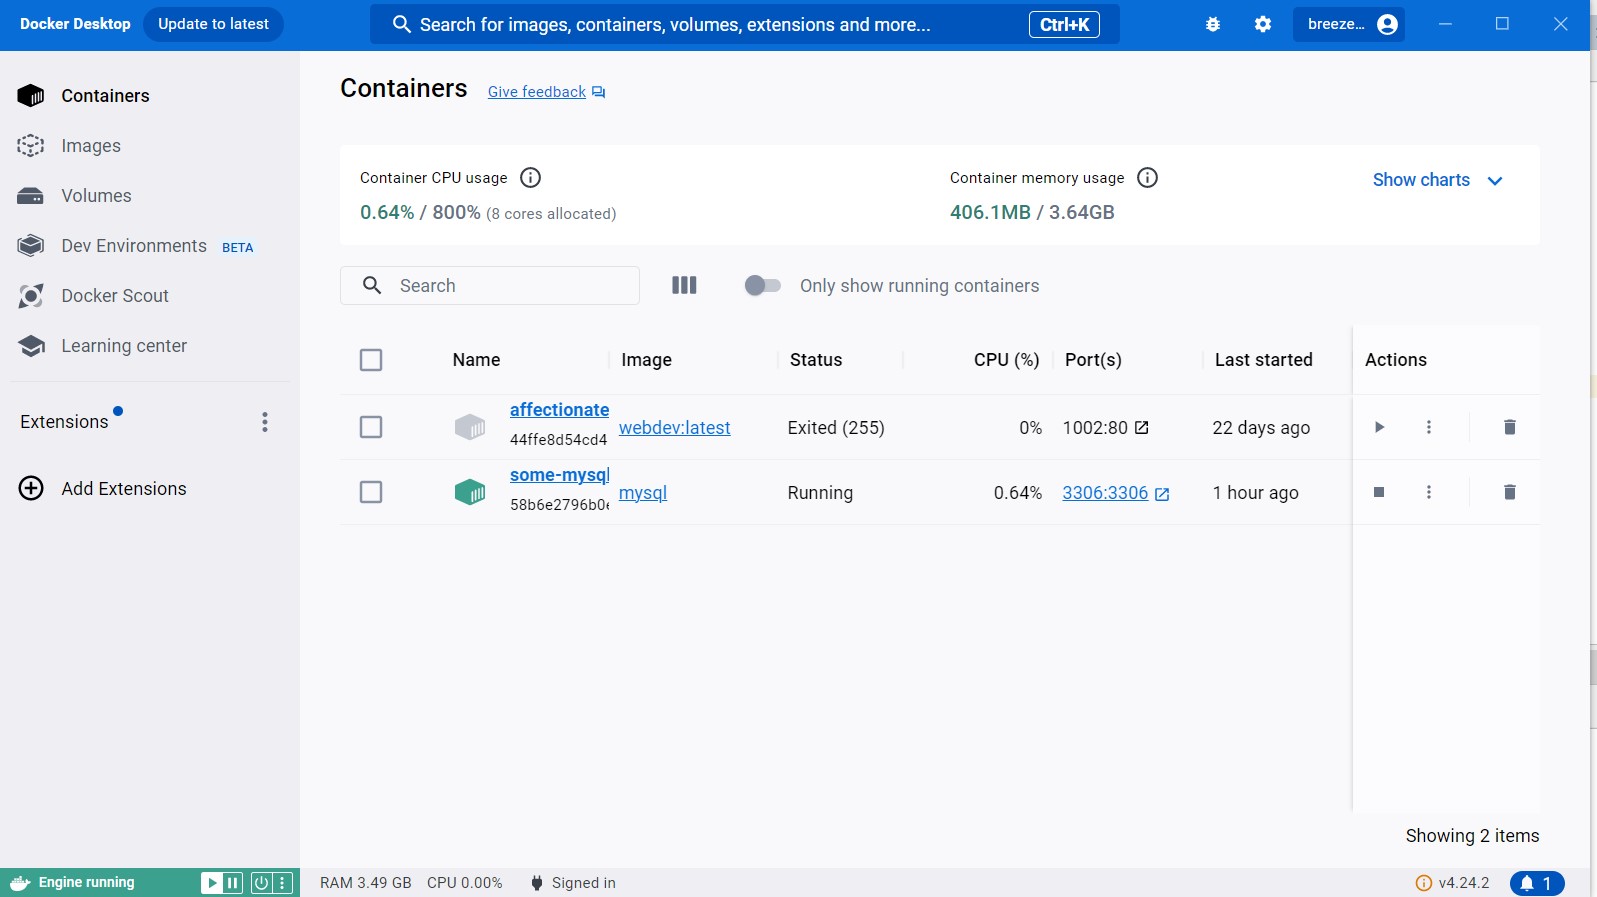 Docker Desktop Update to latest Search for images, containers, volumes, extensions and more... Ctrl+K breeze...
Containers
Images
Volumes
Dev Environments BETA
Docker Scout
Learning center
Extensions
Add Extensions
Containers Give feedback
Container CPU usage
0.64% / 800% (8 cores allocated)
Container memory usage
406.1MB / 3.64GB
Show charts
Search Only show running containers
Name Image Status CPU (%) Port(s) Last started Actions
affectionate
44ffe8d54cd4
webdev:latest Exited (255) 0% 1002:80 22 days ago
some-mysql
58b6e2796b0e
mysql Running 0.64% 3306:3306 1 hour ago
Showing 2 items
Engine running RAM 3.49 GB CPU 0.00% Signed in v4.24.2 1